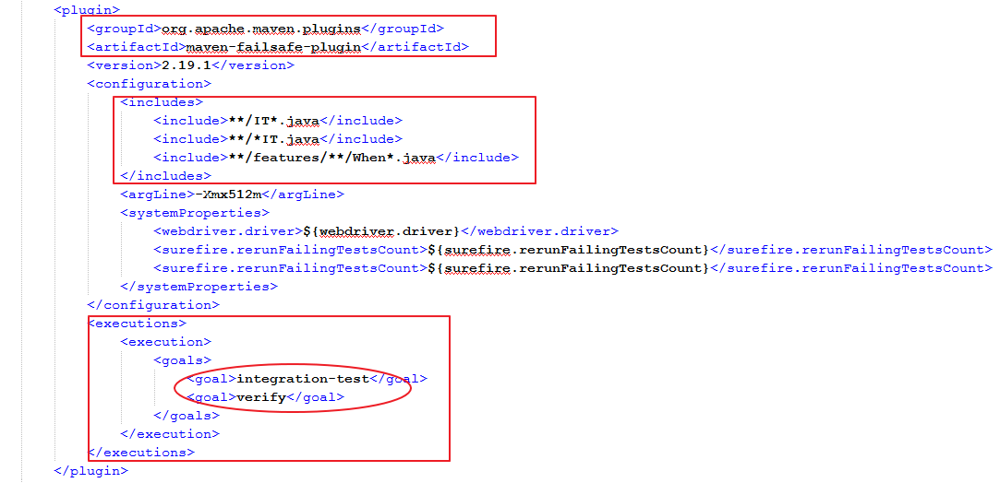 <plugin>
<groupId>org.apache.maven.plugins</groupId>
<artifactId>maven-failsafe-plugin</artifactId>
<version>2.19.1</version>
<configuration>
<includes>
<include>**/IT*.java</include>
<include>**/*IT.java</include>
<include>**/features/**/When*.java</include>
</includes>
<argLine>-Xmx512m</argLine>
<systemProperties>
<webdriver.driver>${webdriver.driver}</webdriver.driver>
<surefire.rerunFailingTestsCount>${surefire.rerunFailingTestsCount}</surefire.rerunFailingTestsCount>
<surefire.rerunFailingTestsCount>${surefire.rerunFailingTestsCount}</surefire.rerunFailingTestsCount>
</systemProperties>
</configuration>
<executions>
<execution>
<goals>
<goal>integration-test</goal>
<goal>verify</goal>
</goals>
</execution>
</executions>
</plugin>